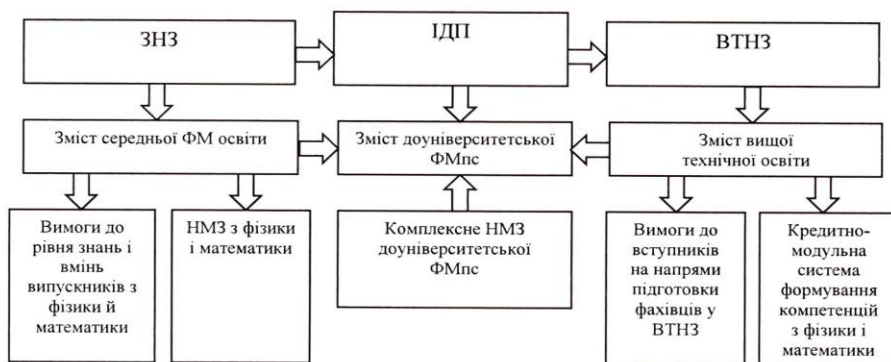 ЗНЗ
ІДП
ВТНЗ
Зміст середньої ФМ освіти
Зміст доуніверситетської
ФМпс
Зміст вищої
технічної освіти
Вимоги до
рівня знань і
вмінь
випускників з
фізики й
математики
НМЗ з фізики
і математики
Комплексне НМЗ
доуніверситетської
ФМпс
Вимоги до
вступників
на напрями
підготовки
фахівців у
ВТНЗ
Кредитно-
модульна
система
формування
компетенцій
з фізики і
математики